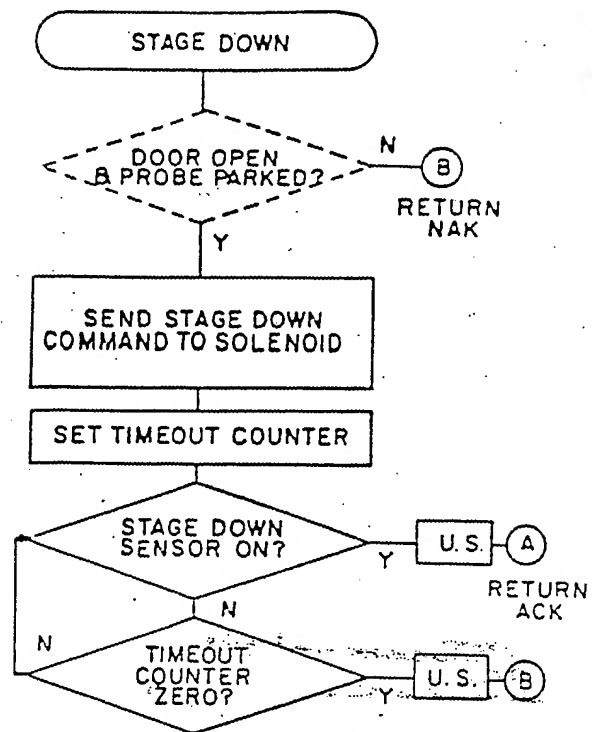 STAGE DOWN
DOOR OPEN
& PROBE PARKED?
N
B
RETURN
NAK
Y
SEND STAGE DOWN
COMMAND TO SOLENOID
SET TIMEOUT COUNTER
STAGE DOWN
SENSOR ON?
Y
U.S.
A
RETURN
ACK
N
N
TIMEOUT
COUNTER
ZERO?
Y
U.S.
B